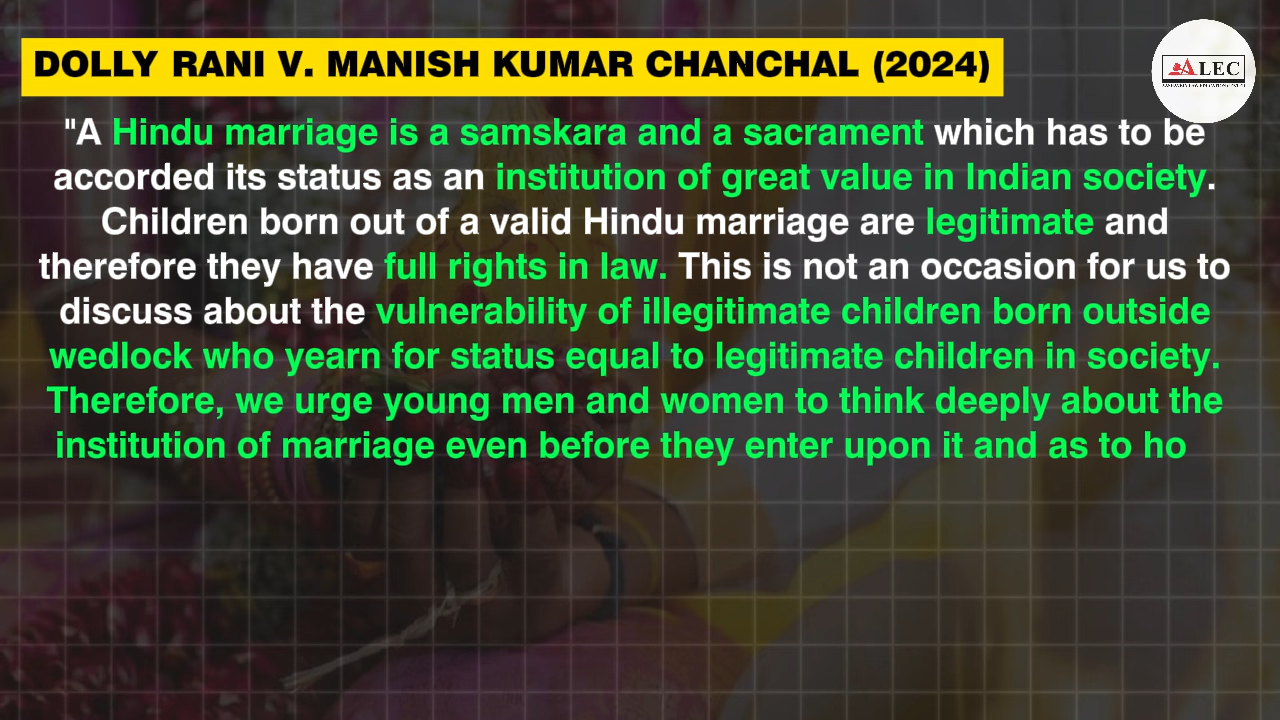 DOLLY RANI V. MANISH KUMAR CHANCHAL (2024)
ALEC
"A Hindu marriage is a samskara and a sacrament which has to be
accorded its status as an institution of great value in Indian society.
Children born out of a valid Hindu marriage are legitimate and
therefore they have full rights in law. This is not an occasion for us to
discuss about the vulnerability of illegitimate children born outside
wedlock who yearn for status equal to legitimate children in society.
Therefore, we urge young men and women to think deeply about the
institution of marriage even before they enter upon it and as to ho